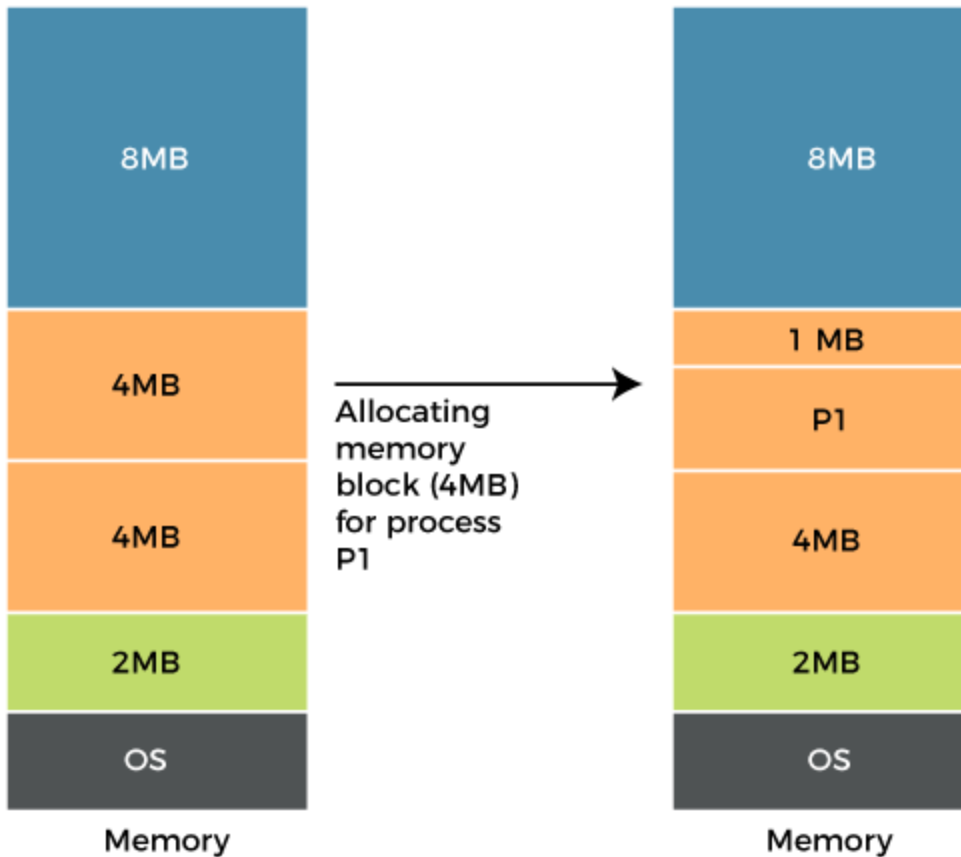 8MB
4MB
4MB
2MB
OS
Memory
Allocating
memory
block (4MB)
for process
P1
8MB
1 MB
P1
4MB
2MB
OS
Memory